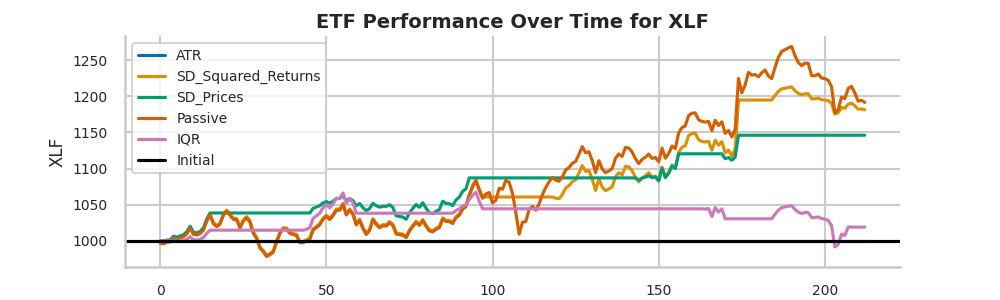 ETF Performance Over Time for XLF
XLF
1250
1200
1150
1100
1050
1000
ATR
SD_Squared_Returns
SD_Prices
Passive
IQR
Initial
0 50 100 150 200